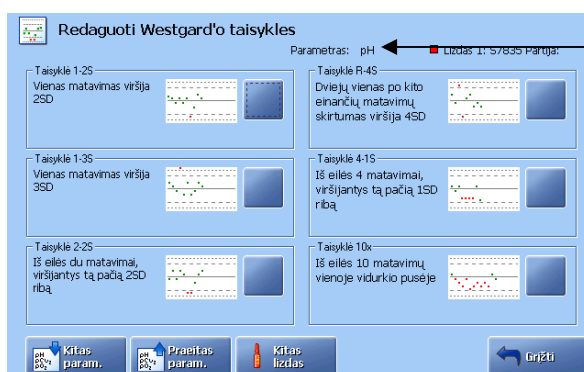 Redaguoti Westgard'o taisykles
Parametras: pH
Lizdas 1: S7835 Partija:
Taisyklė 1-2S
Vienas matavimas viršija
2SD
Taisyklė R-4S
Dviejų vienas po kito
einančių matavimų
skirtumas viršija 4SD
Taisyklė 1-3S
Vienas matavimas viršija
3SD
Taisyklė 4-1S
Iš eilės 4 matavimai,
viršijantys tą pačią 1SD
ribą
Taisyklė 2-2S
Iš eilės du matavimai,
viršijantys tą pačią 2SD
ribą
Taisyklė 10x
Iš eilės 10 matavimų
vienoje vidurkio pusėje
Kitas
param.
Praeitas
param.
Kitas
lizdas
Grįžti